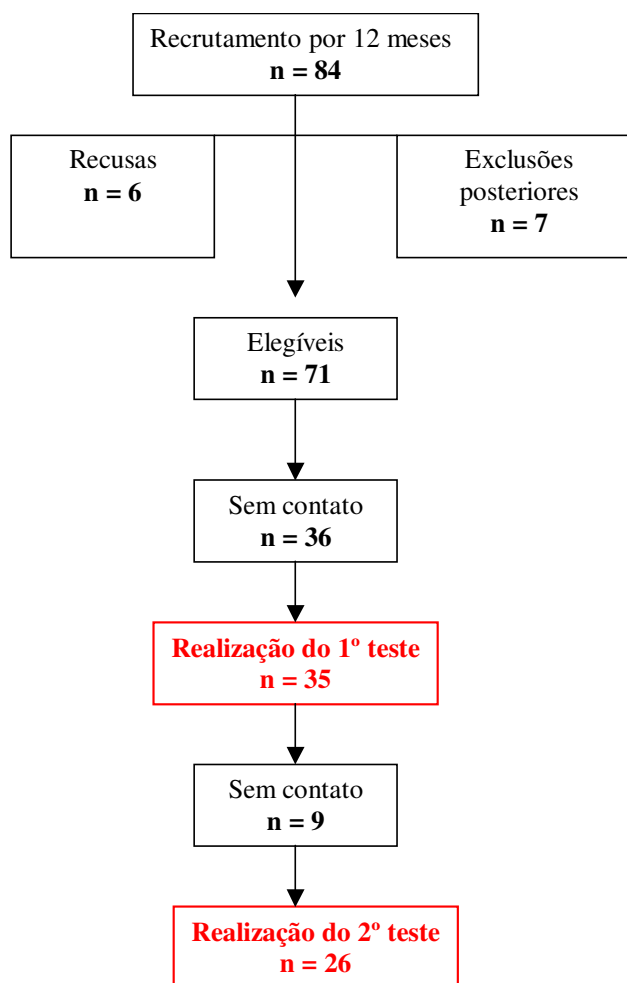 Recrutamento por 12 meses
n = 84
Recusas
n = 6
Exclusões
posteriores
n = 7
Elegíveis
n = 71
Sem contato
n = 36
Realização do 1º teste
n = 35
Sem contato
n = 9
Realização do 2º teste
n = 26